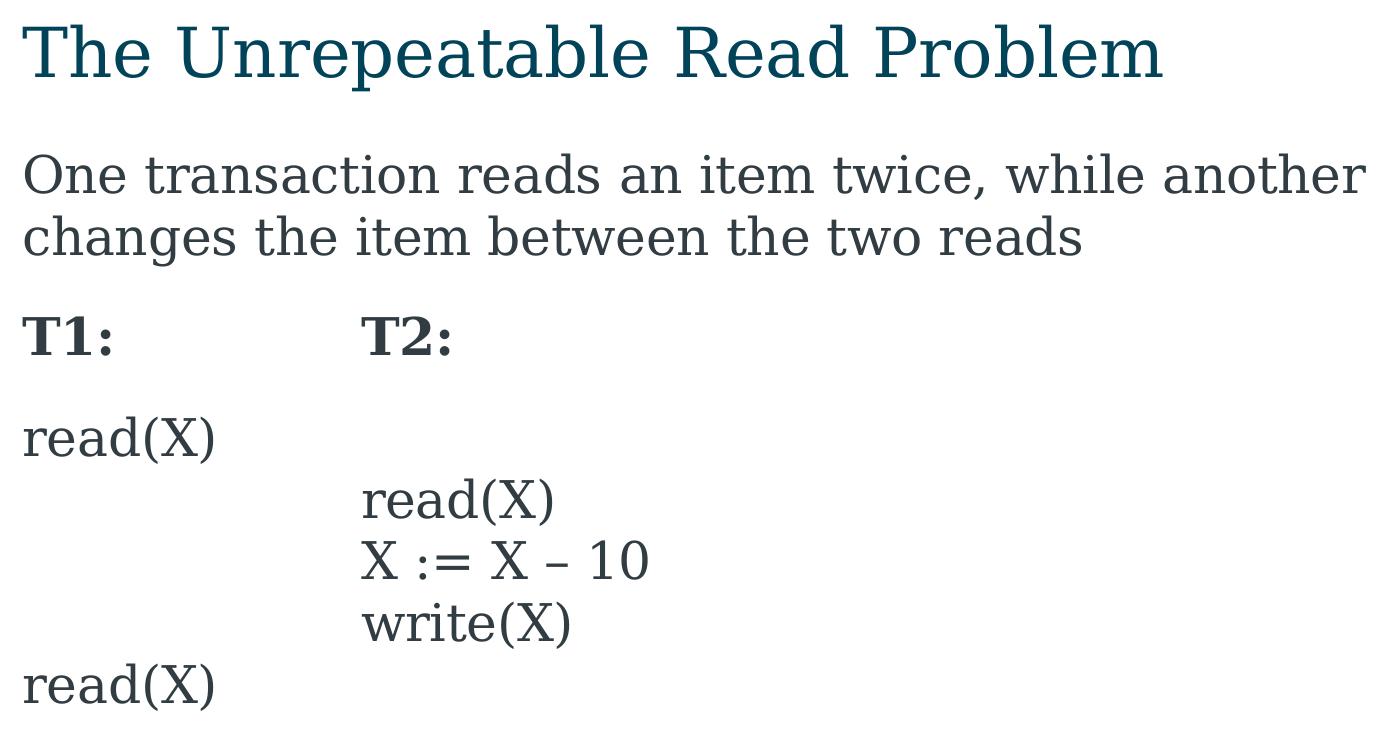 The Unrepeatable Read Problem
One transaction reads an item twice, while another
changes the item between the two reads
T1: T2:
read(X)
read(X)
X := X – 10
write(X)
read(X)